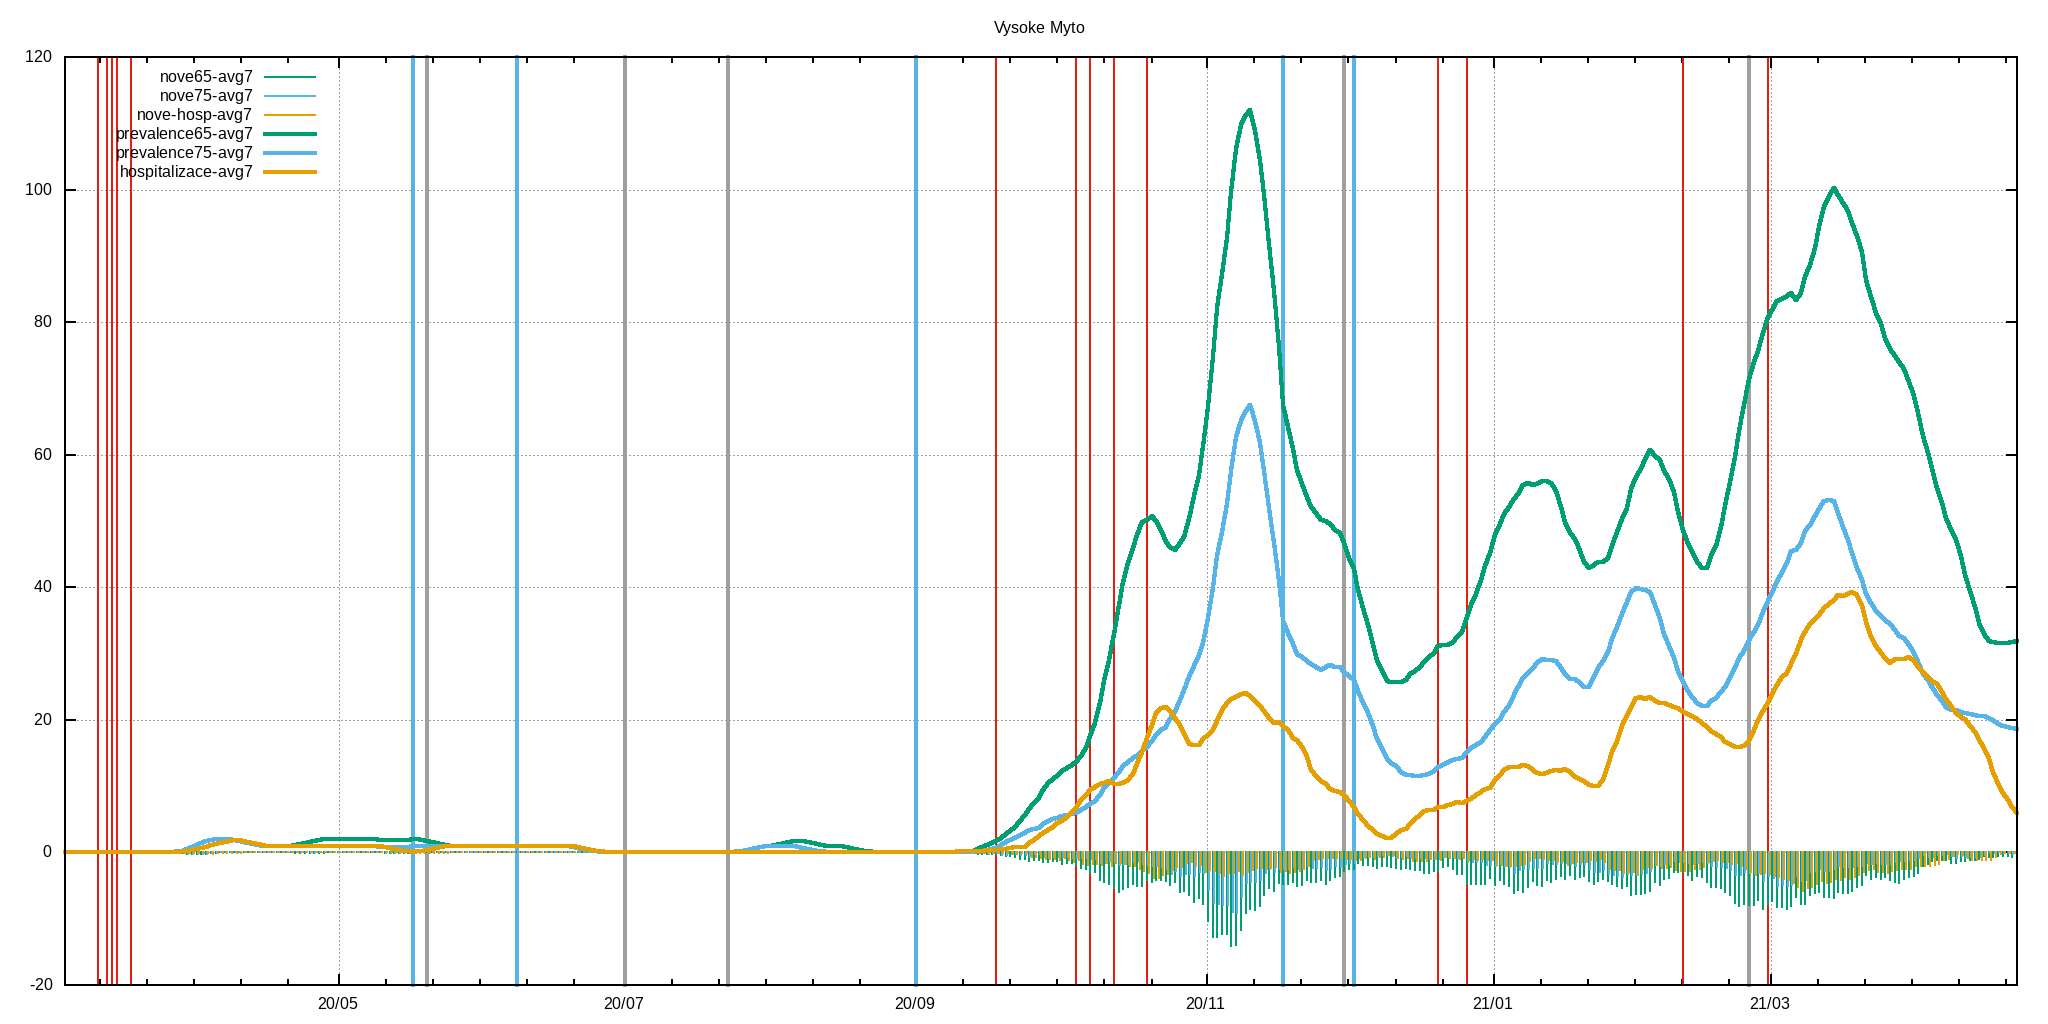 Vysoke Myto
120
100
80
60
40
20
0
-20
nove65-avg7
nove75-avg7
nove-hosp-avg7
prevalence65-avg7
prevalence75-avg7
hospitalizace-avg7
20/05
20/07
20/09
20/11
21/01
21/03